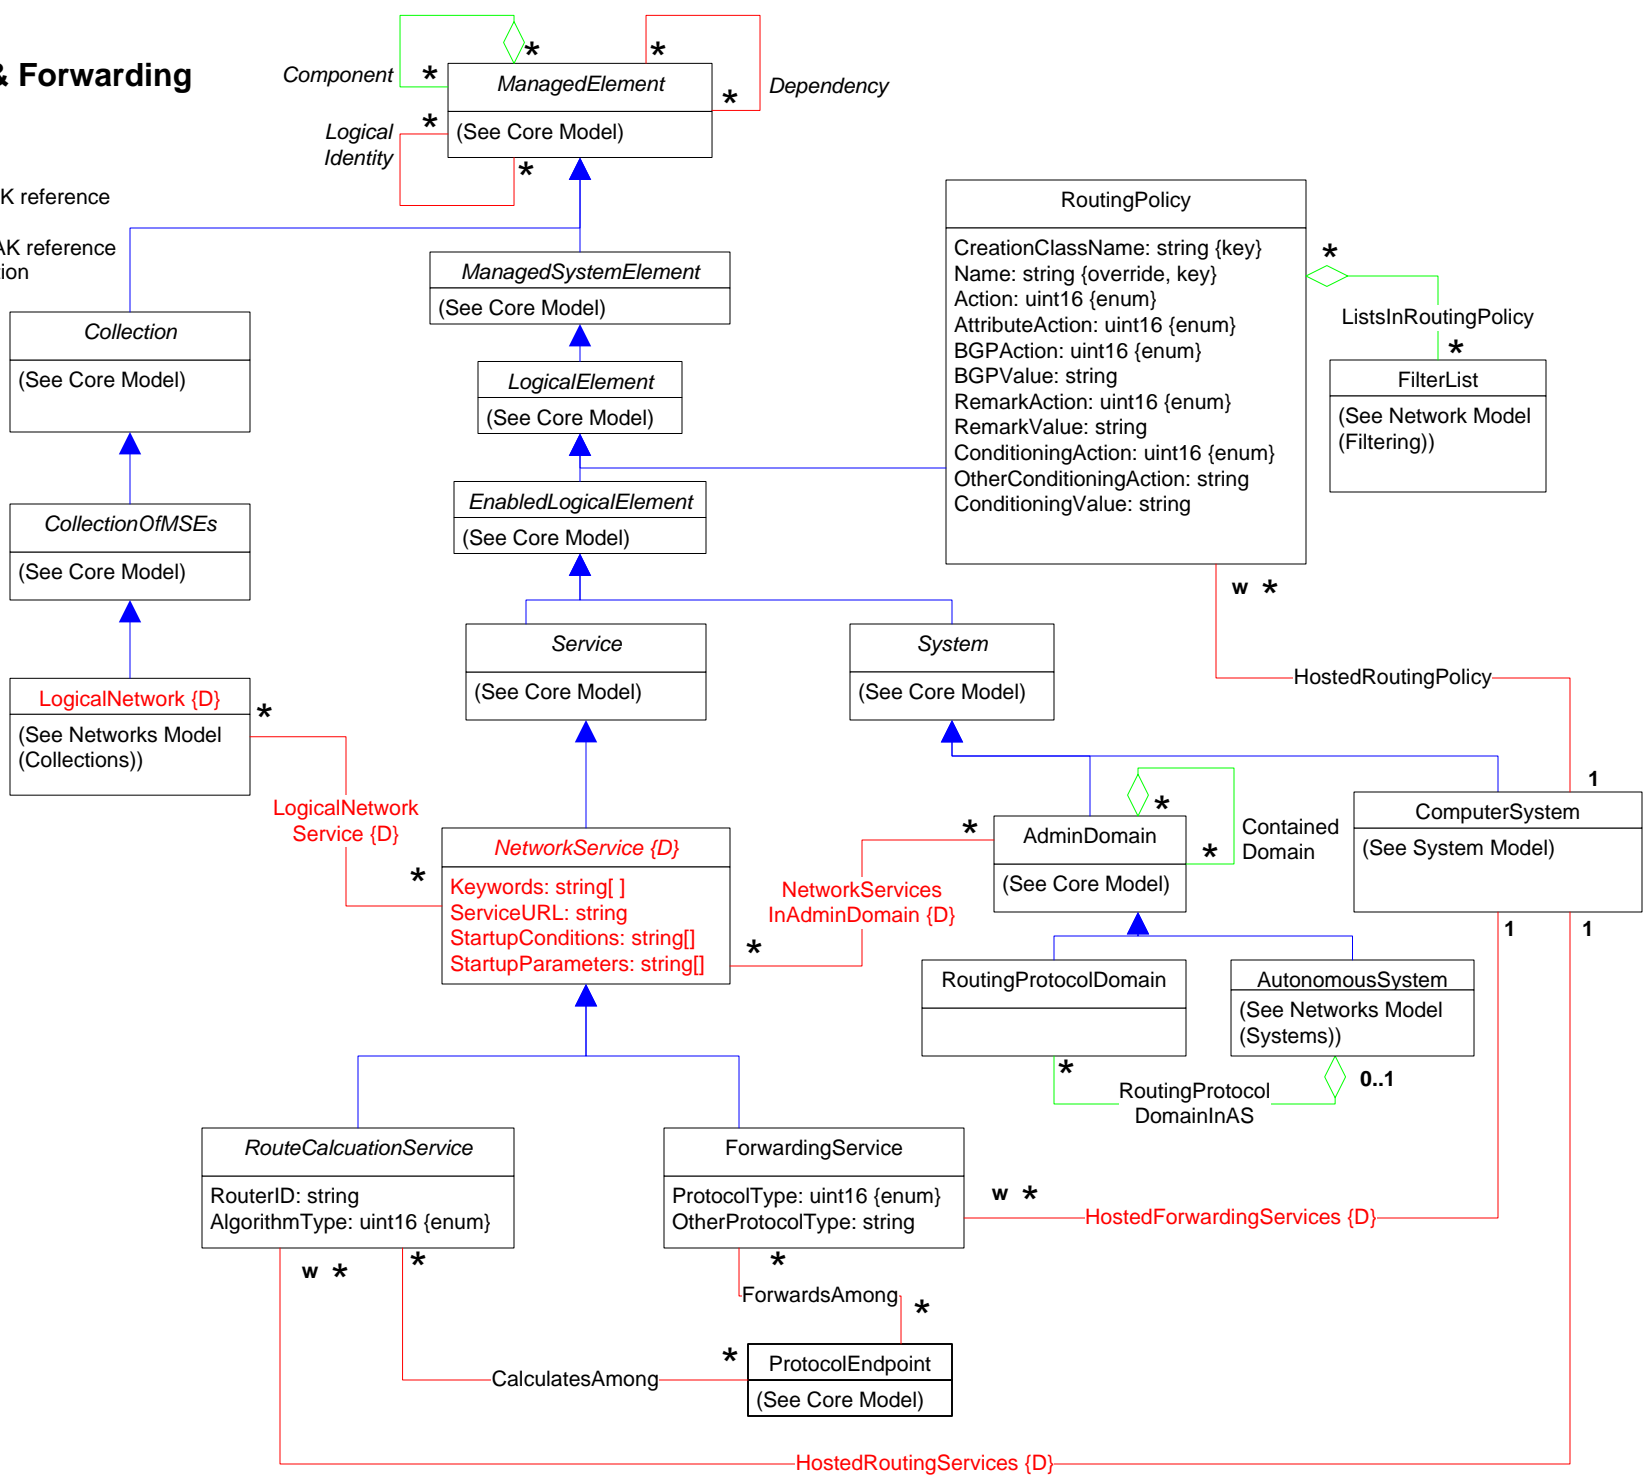 & Forwarding
K reference
AK reference
tion
Component
*
*
ManagedElement
(See Core Model)
*
*
Dependency
Logical
Identity
*
*
ManagedSystemElement
(See Core Model)
Collection
(See Core Model)
LogicalElement
(See Core Model)
RoutingPolicy
CreationClassName: string {key}
Name: string {override, key}
Action: uint16 {enum}
AttributeAction: uint16 {enum}
BGPAction: uint16 {enum}
BGPValue: string
RemarkAction: uint16 {enum}
RemarkValue: string
ConditioningAction: uint16 {enum}
OtherConditioningAction: string
ConditioningValue: string
*
ListsInRoutingPolicy
*
FilterList
(See Network Model
(Filtering))
CollectionOfMSEs
(See Core Model)
EnabledLogicalElement
(See Core Model)
w *
HostedRoutingPolicy
1
Service
(See Core Model)
System
(See Core Model)
LogicalNetwork {D}
(See Networks Model
(Collections))
*
LogicalNetwork
Service {D}
*
NetworkService {D}
Keywords: string[ ]
ServiceURL: string
StartupConditions: string[]
StartupParameters: string[]
*
NetworkServices
InAdminDomain {D}
*
AdminDomain
(See Core Model)
*
*
Contained
Domain
ComputerSystem
(See System Model)
1
1
RoutingProtocolDomain
AutonomousSystem
(See Networks Model
(Systems))
*
RoutingProtocol
DomainInAS
0..1
RouteCalcuationService
RouterID: string
AlgorithmType: uint16 {enum}
ForwardingService
ProtocolType: uint16 {enum}
OtherProtocolType: string
w *
HostedForwardingServices {D}
w *
*
*
ForwardsAmong
*
CalculatesAmong
*
ProtocolEndpoint
(See Core Model)
HostedRoutingServices {D}